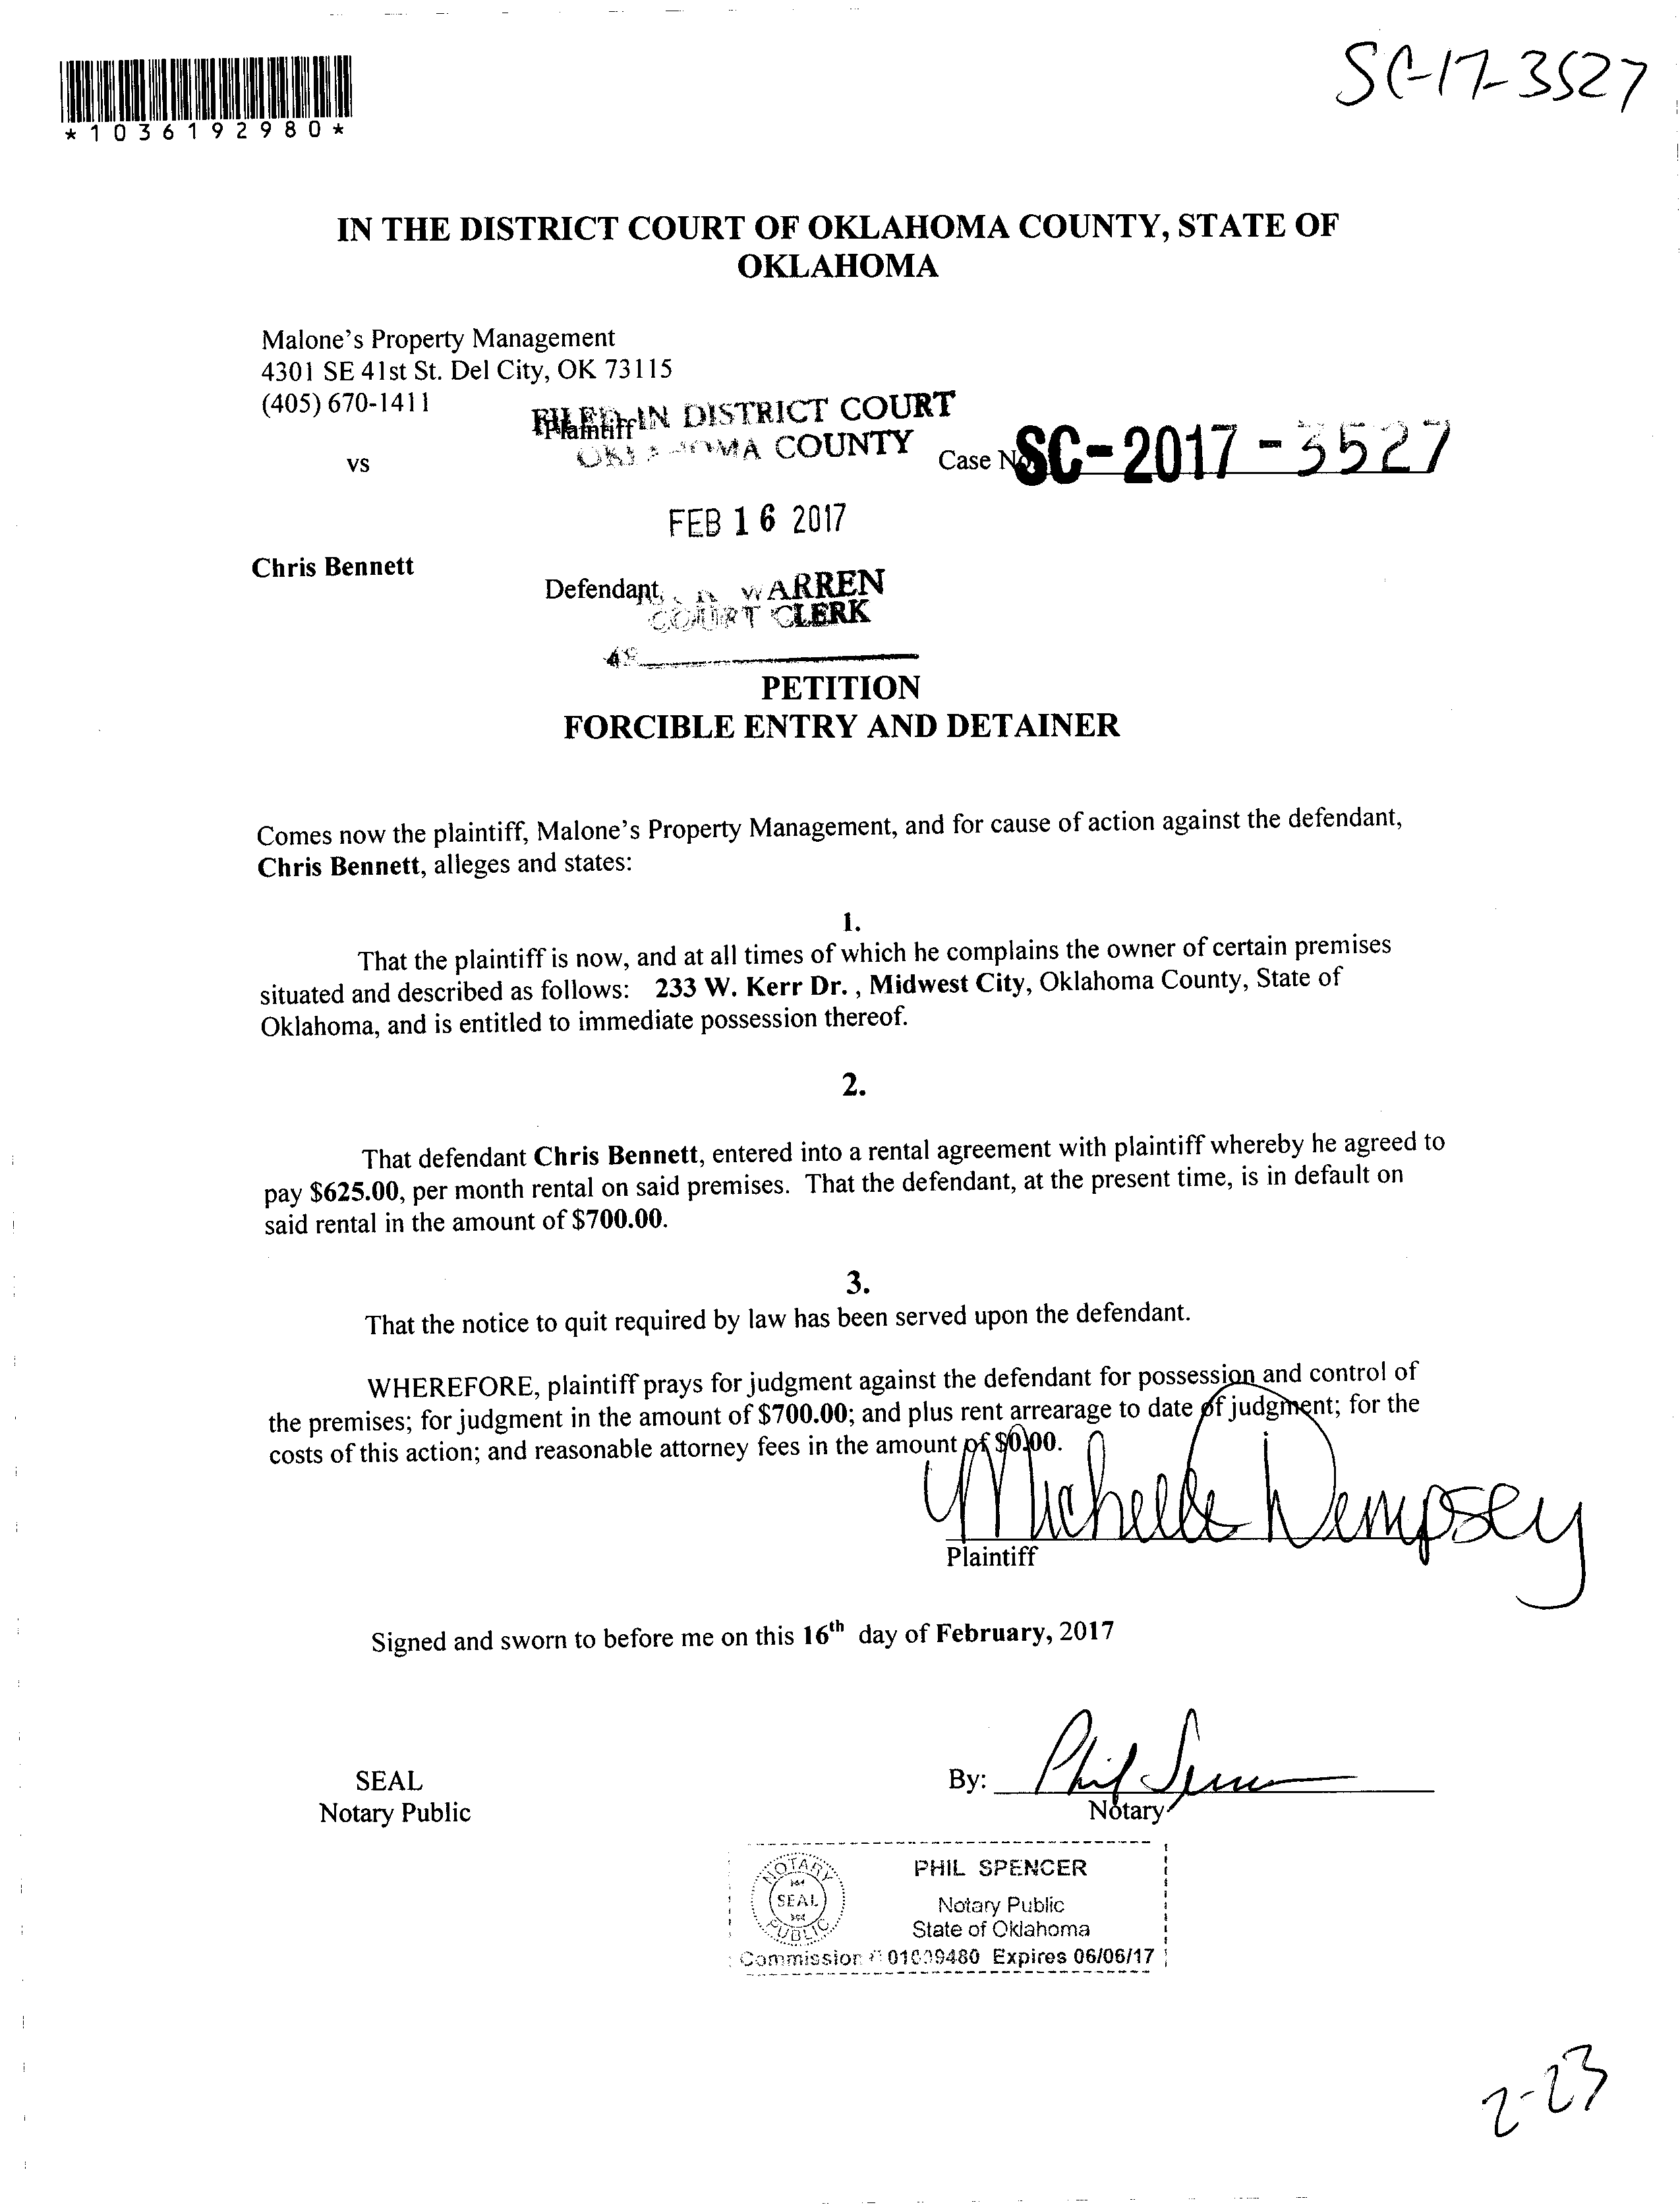 SC-17-3527
*1036192980*
IN THE DISTRICT COURT OF OKLAHOMA COUNTY, STATE OF
OKLAHOMA
Malone's Property Management
4301 SE 41st St. Del City, OK 73115
(405) 670-1411
Plaintiff
FILED IN DISTRICT COURT
OKLAHOMA COUNTY
vs
Case No. SC-2017-3527
FEB 16 2017
Chris Bennett
Defendant
WARREN
COURT CLERK
PETITION
FORCIBLE ENTRY AND DETAINER
Comes now the plaintiff, Malone's Property Management, and for cause of action against the defendant,
Chris Bennett, alleges and states:
1.
That the plaintiff is now, and at all times of which he complains the owner of certain premises
situated and described as follows: 233 W. Kerr Dr. , Midwest City, Oklahoma County, State of
Oklahoma, and is entitled to immediate possession thereof.
2.
That defendant Chris Bennett, entered into a rental agreement with plaintiff whereby he agreed to
pay $625.00, per month rental on said premises. That the defendant, at the present time, is in default on
said rental in the amount of $700.00.
3.
That the notice to quit required by law has been served upon the defendant.
WHEREFORE, plaintiff prays for judgment against the defendant for possession and control of
the premises; for judgment in the amount of $700.00; and plus rent arrearage to date of judgment; for the
costs of this action; and reasonable attorney fees in the amount of $0.00.
Michelle Dempsey
Plaintiff
Signed and sworn to before me on this 16th day of February, 2017
SEAL
Notary Public
By: Phil Spencer
Notary
NOTARY
SEAL
PUBLIC
PHIL SPENCER
Notary Public
State of Oklahoma
Commission # 01009480 Expires 06/06/17
2-23